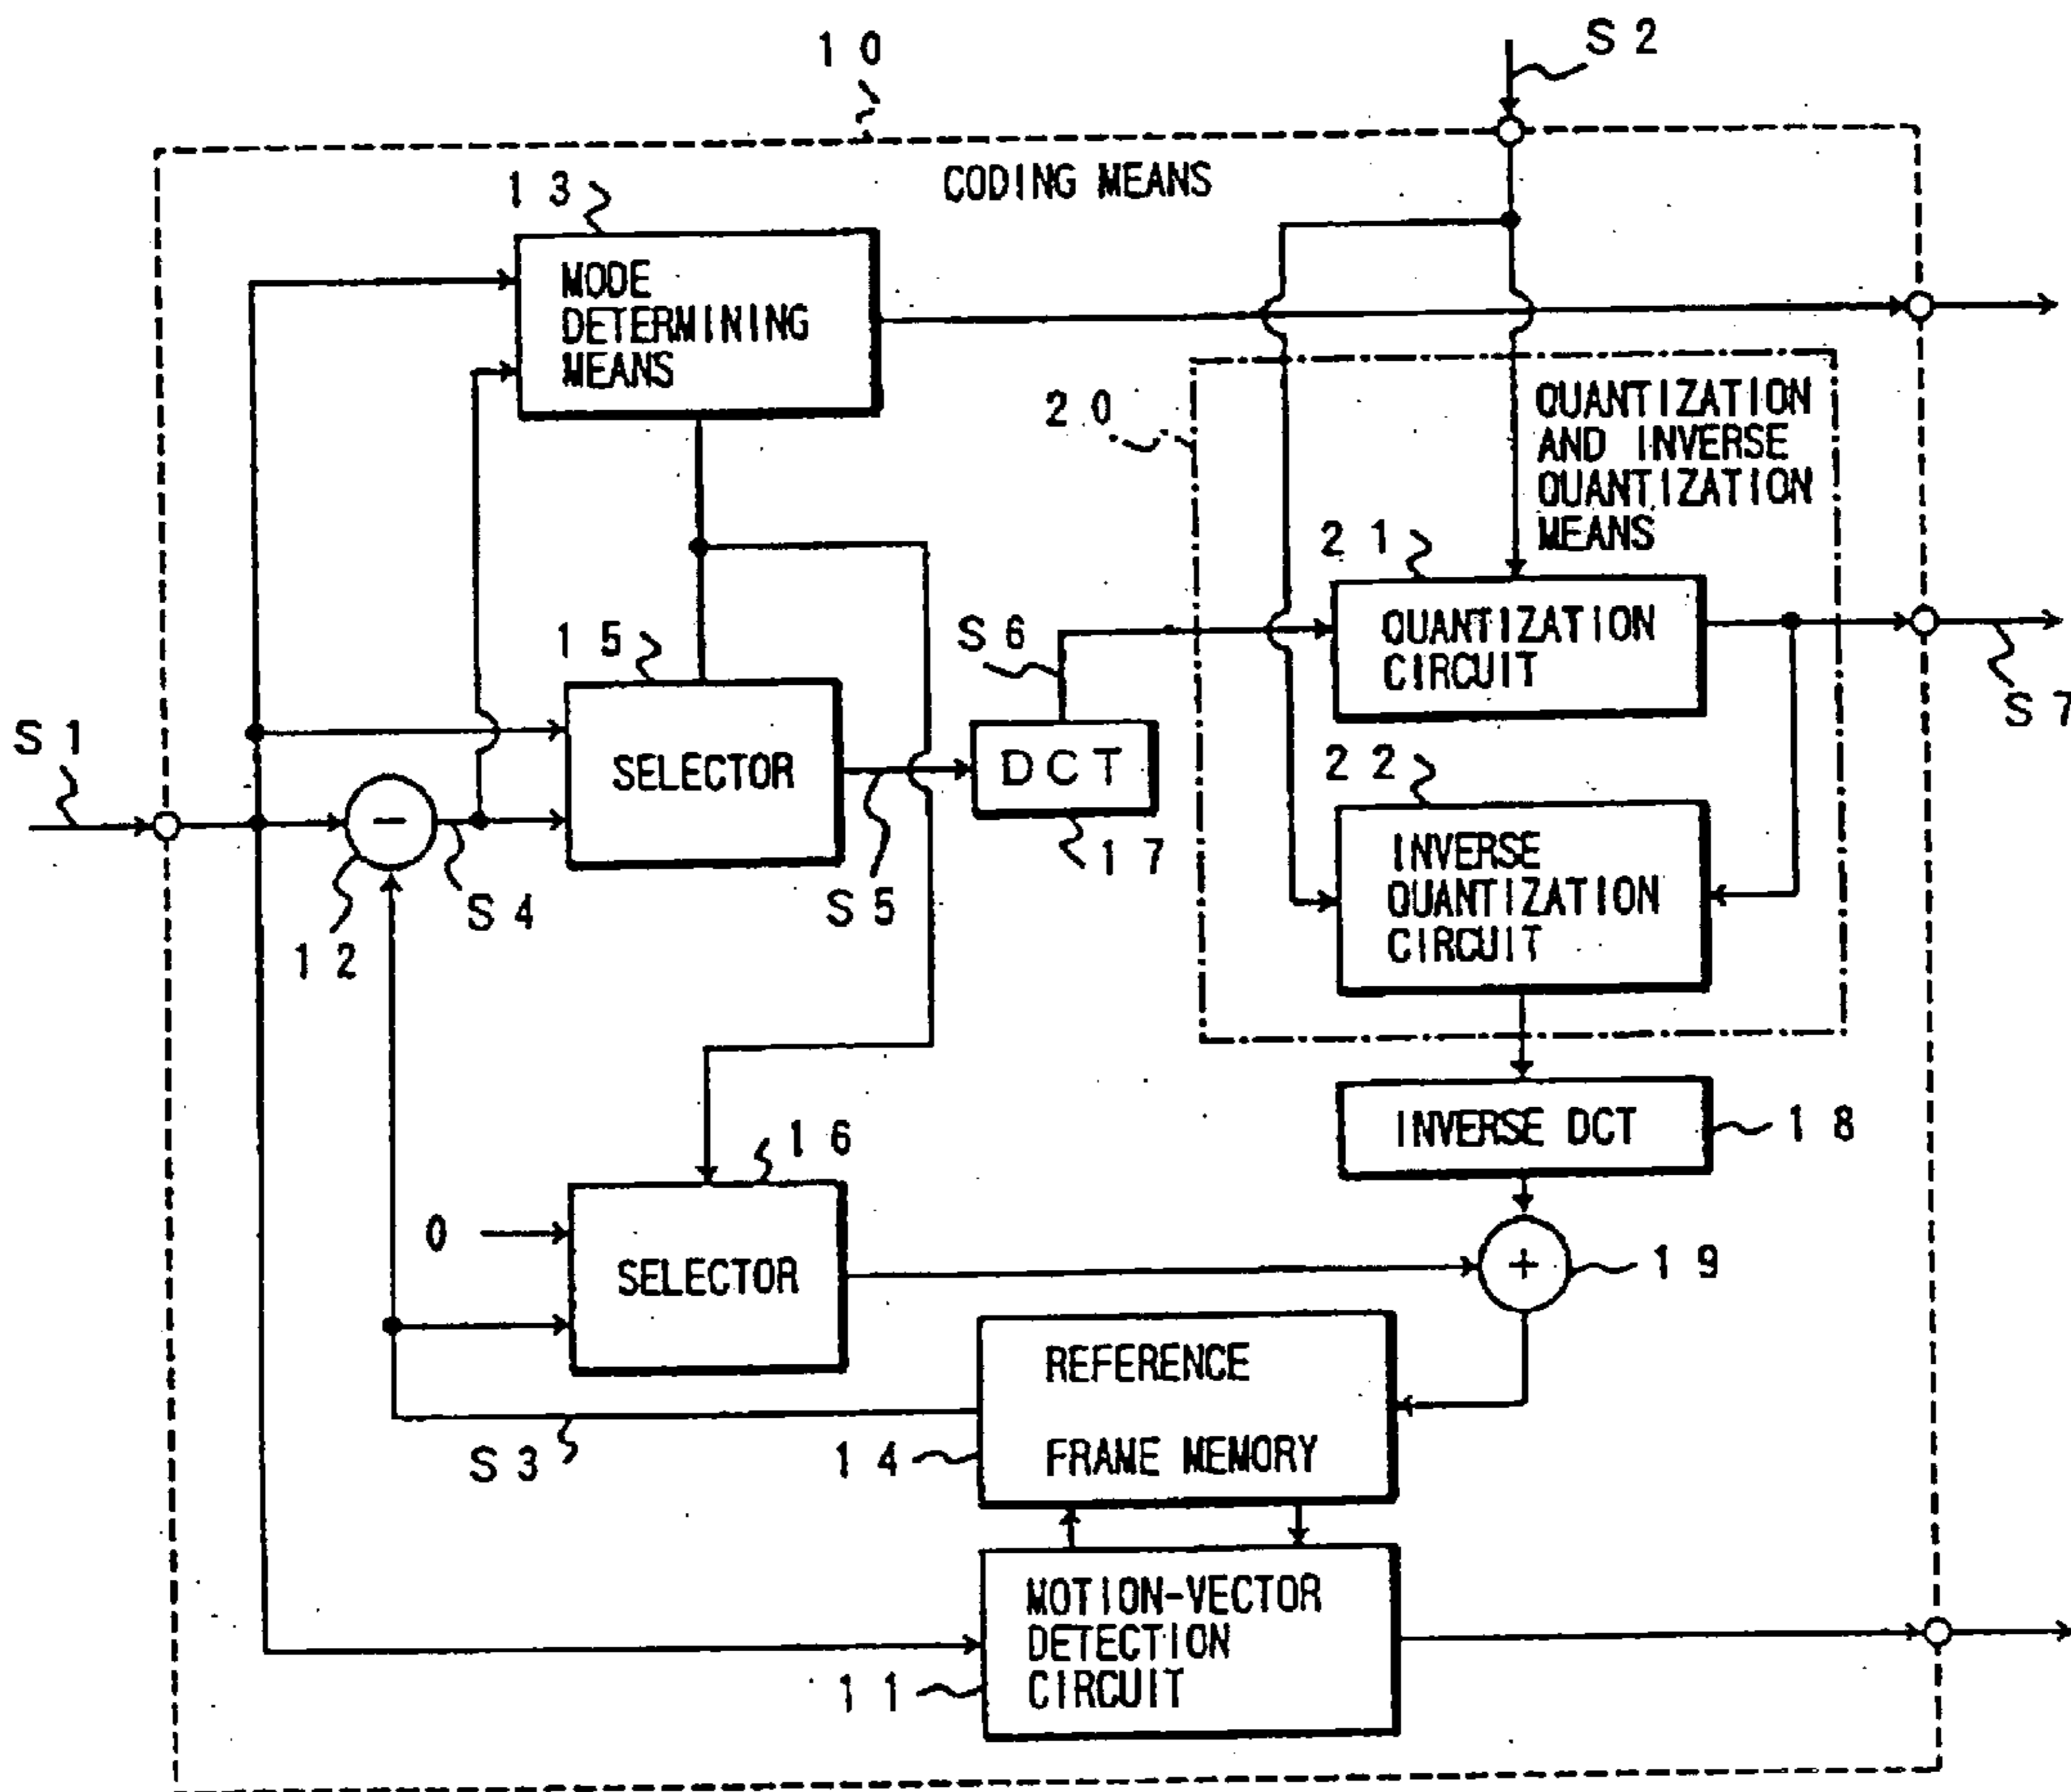 10
S2
CODING MEANS
13
MODE
DETERMINING
MEANS
20
QUANTIZATION
AND INVERSE
QUANTIZATION
MEANS
21
QUANTIZATION
CIRCUIT
S6
15
SELECTOR
S1
−
12
S4
S5
DCT
17
S7
22
INVERSE
QUANTIZATION
CIRCUIT
INVERSE DCT
18
16
0
SELECTOR
+
19
REFERENCE
FRAME MEMORY
14
S3
MOTION-VECTOR
DETECTION
CIRCUIT
11